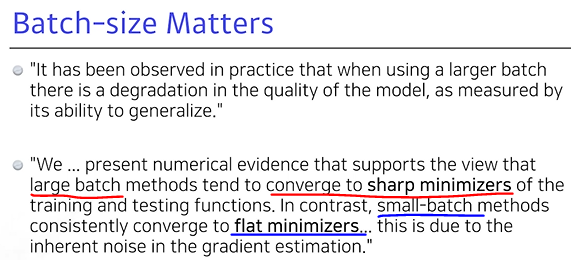 Batch-size Matters
"It has been observed in practice that when using a larger batch
there is a degradation in the quality of the model, as measured by
its ability to generalize."
"We ... present numerical evidence that supports the view that
large batch methods tend to converge to sharp minimizers of the
training and testing functions. In contrast, small-batch methods
consistently converge to flat minimizers... this is due to the
inherent noise in the gradient estimation."